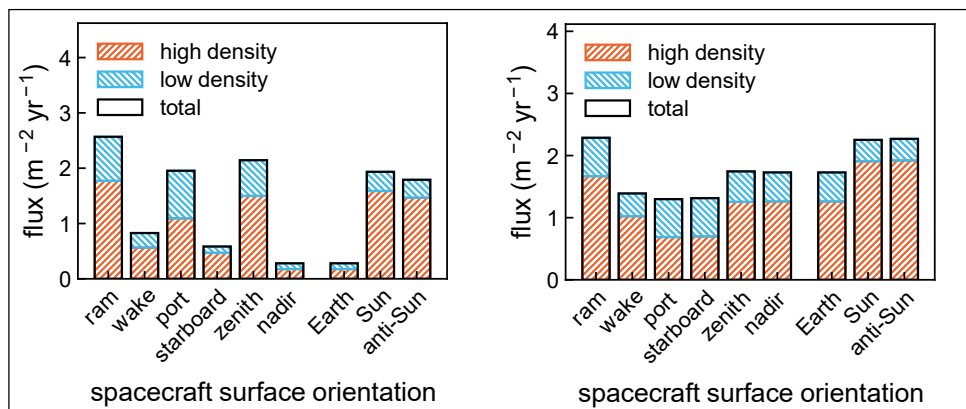 4
3
2
1
0
flux (m⁻² yr⁻¹)
high density
low density
total
ram
wake
port
starboard
zenith
nadir
Earth
Sun
anti-Sun
spacecraft surface orientation
4
3
2
1
0
flux (m⁻² yr⁻¹)
high density
low density
total
ram
wake
port
starboard
zenith
nadir
Earth
Sun
anti-Sun
spacecraft surface orientation